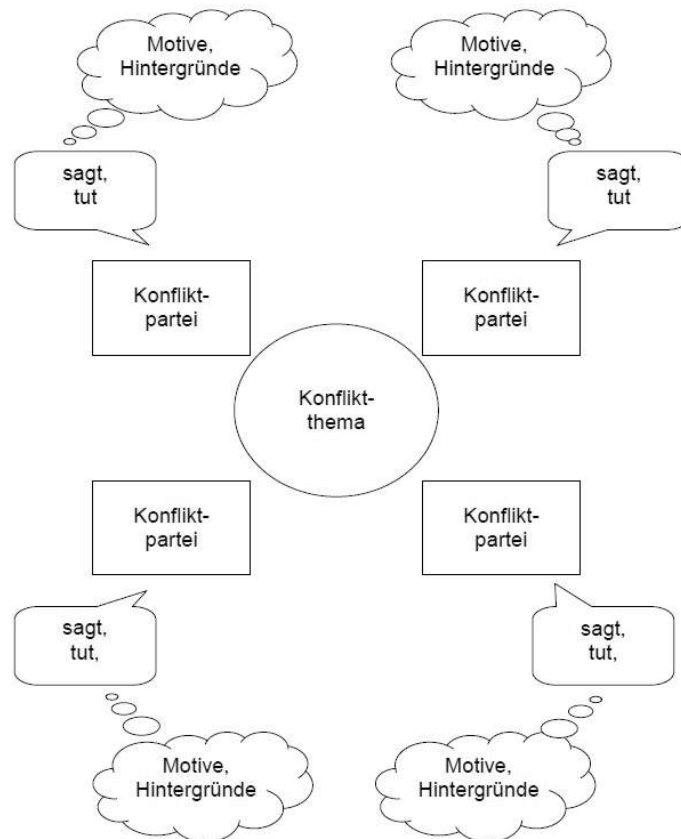 Motive,
Hintergründe
Motive,
Hintergründe
sagt,
tut
sagt,
tut
Konflikt-
partei
Konflikt-
partei
Konflikt-
thema
Konflikt-
partei
Konflikt-
partei
sagt,
tut,
sagt,
tut,
Motive,
Hintergründe
Motive,
Hintergründe